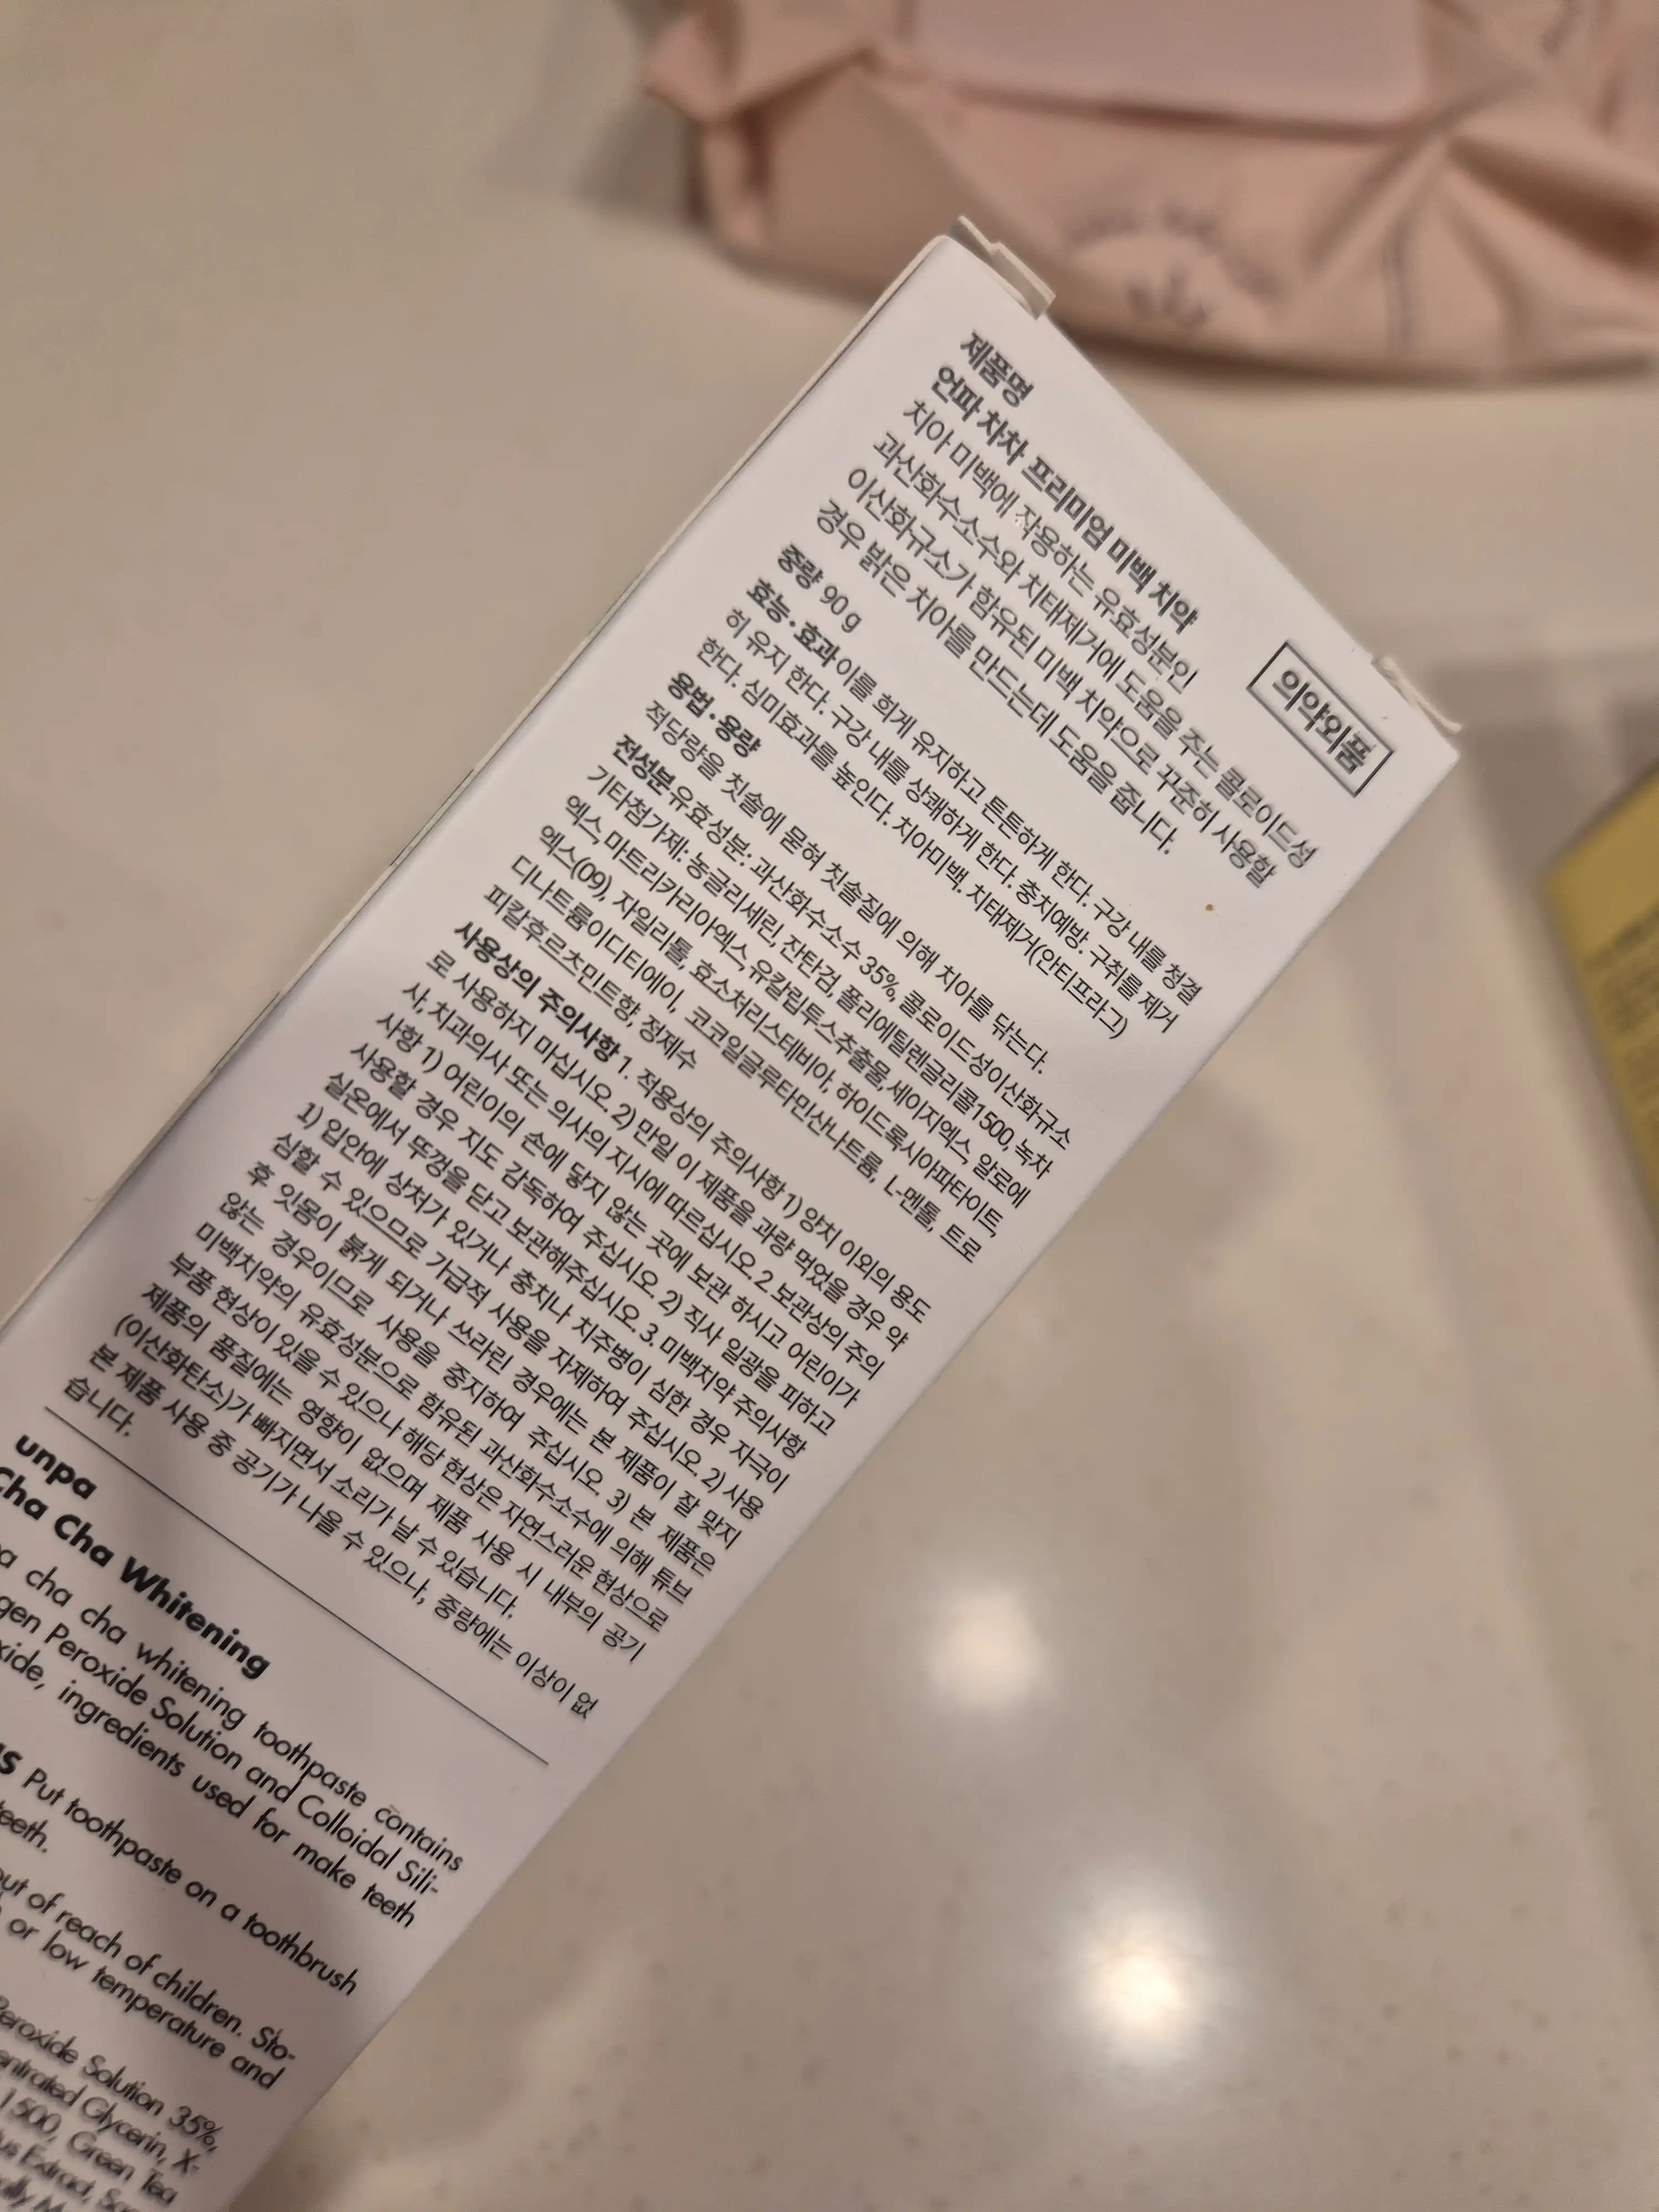 제품명
언파 차차 프리미엄 미백 치약
치아 미백에 작용하는 유효성분인
과산화수소수와 치태제거에 도움을 주는 콜로이드성
이산화규소가 함유된 미백 치약으로 꾸준히 사용할
경우 밝은 치아를 만드는데 도움을 줍니다.
의약외품
중량 90 g
효능·효과 이를 희게 유지하고 튼튼하게 한다. 구강 내를 청결
히 유지 한다. 구강 내를 상쾌하게 한다. 충치예방. 구취를 제거
한다. 심미효과를 높인다. 치아미백. 치태제거(안티프라그)
용법·용량
적당량을 칫솔에 묻혀 칫솔질에 의해 치아를 닦는다.
전성분 유효성분: 과산화수소수 35%, 콜로이드성이산화규소
기타첨가제: 농글리세린, 잔탄검, 폴리에틸렌글리콜1500, 녹차
엑스, 마트리카리아엑스, 유칼립투스추출물, 세이지엑스, 알로에
엑스(09), 자일리톨, 효소처리스테비아, 하이드록시아파타이트,
디나트륨이디티에이, 코코일글루타민산나트륨, L-멘톨, 트로
피칼후르츠민트향, 정제수
사용상의 주의사항 1. 적용상의 주의사항 1) 양치 이외의 용도
로 사용하지 마십시오. 2) 만일 이 제품을 과량 먹었을 경우 약
사, 치과의사 또는 의사의 지시에 따르십시오. 2. 보관상의 주의
사항 1) 어린이의 손에 닿지 않는 곳에 보관 하시고 어린이가
사용할 경우 지도 감독하여 주십시오. 2) 직사 일광을 피하고
실온에서 뚜껑을 닫고 보관해주십시오. 3. 미백치약 주의사항
1) 입안에 상처가 있거나 충치나 치주병이 심한 경우 자극이
심할 수 있으므로 가급적 사용을 자제하여 주십시오. 2) 사용
후 잇몸이 붉게 되거나 쓰라린 경우에는 본 제품이 잘 맞지
않는 경우이므로 사용을 중지하여 주십시오. 3) 본 제품은
미백치약의 유효성분으로 함유된 과산화수소수에 의해 튜브
부품 현상이 있을 수 있으나 해당 현상은 자연스러운 현상으로
제품의 품질에는 영향이 없으며 제품 사용 시 내부의 공기
(이산화탄소)가 빠지면서 소리가 날 수 있습니다.
본 제품 사용 중 공기가 나올 수 있으나, 중량에는 이상이 없
습니다.
unpa
Cha Cha Whitening
cha cha whitening toothpaste contains
gen Peroxide Solution and Colloidal Sili-
xide, ingredients used for make teeth
Put toothpaste on a toothbrush
teeth.
out of reach of children. Sto-
or low temperature and
Peroxide Solution 35%,
entrated Glycerin, X-
1500, Green Tea
us Extract,